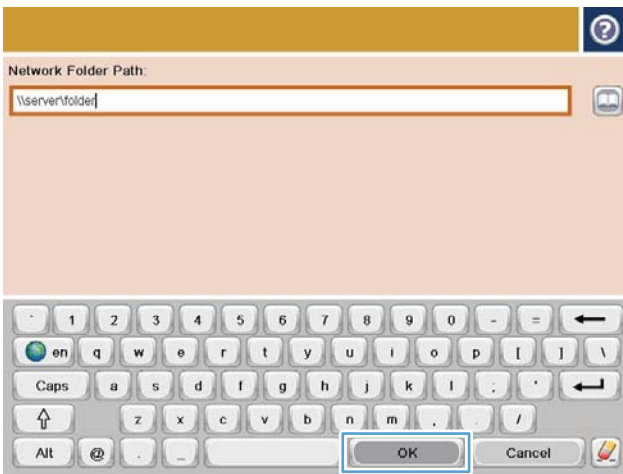 ?
Network Folder Path:
\\server\folder
` 1 2 3 4 5 6 7 8 9 0 - =
en q w e r t y u i o p [ ] \
Caps a s d f g h j k l ; '
z x c v b n m , . /
Alt @ . _ OK Cancel